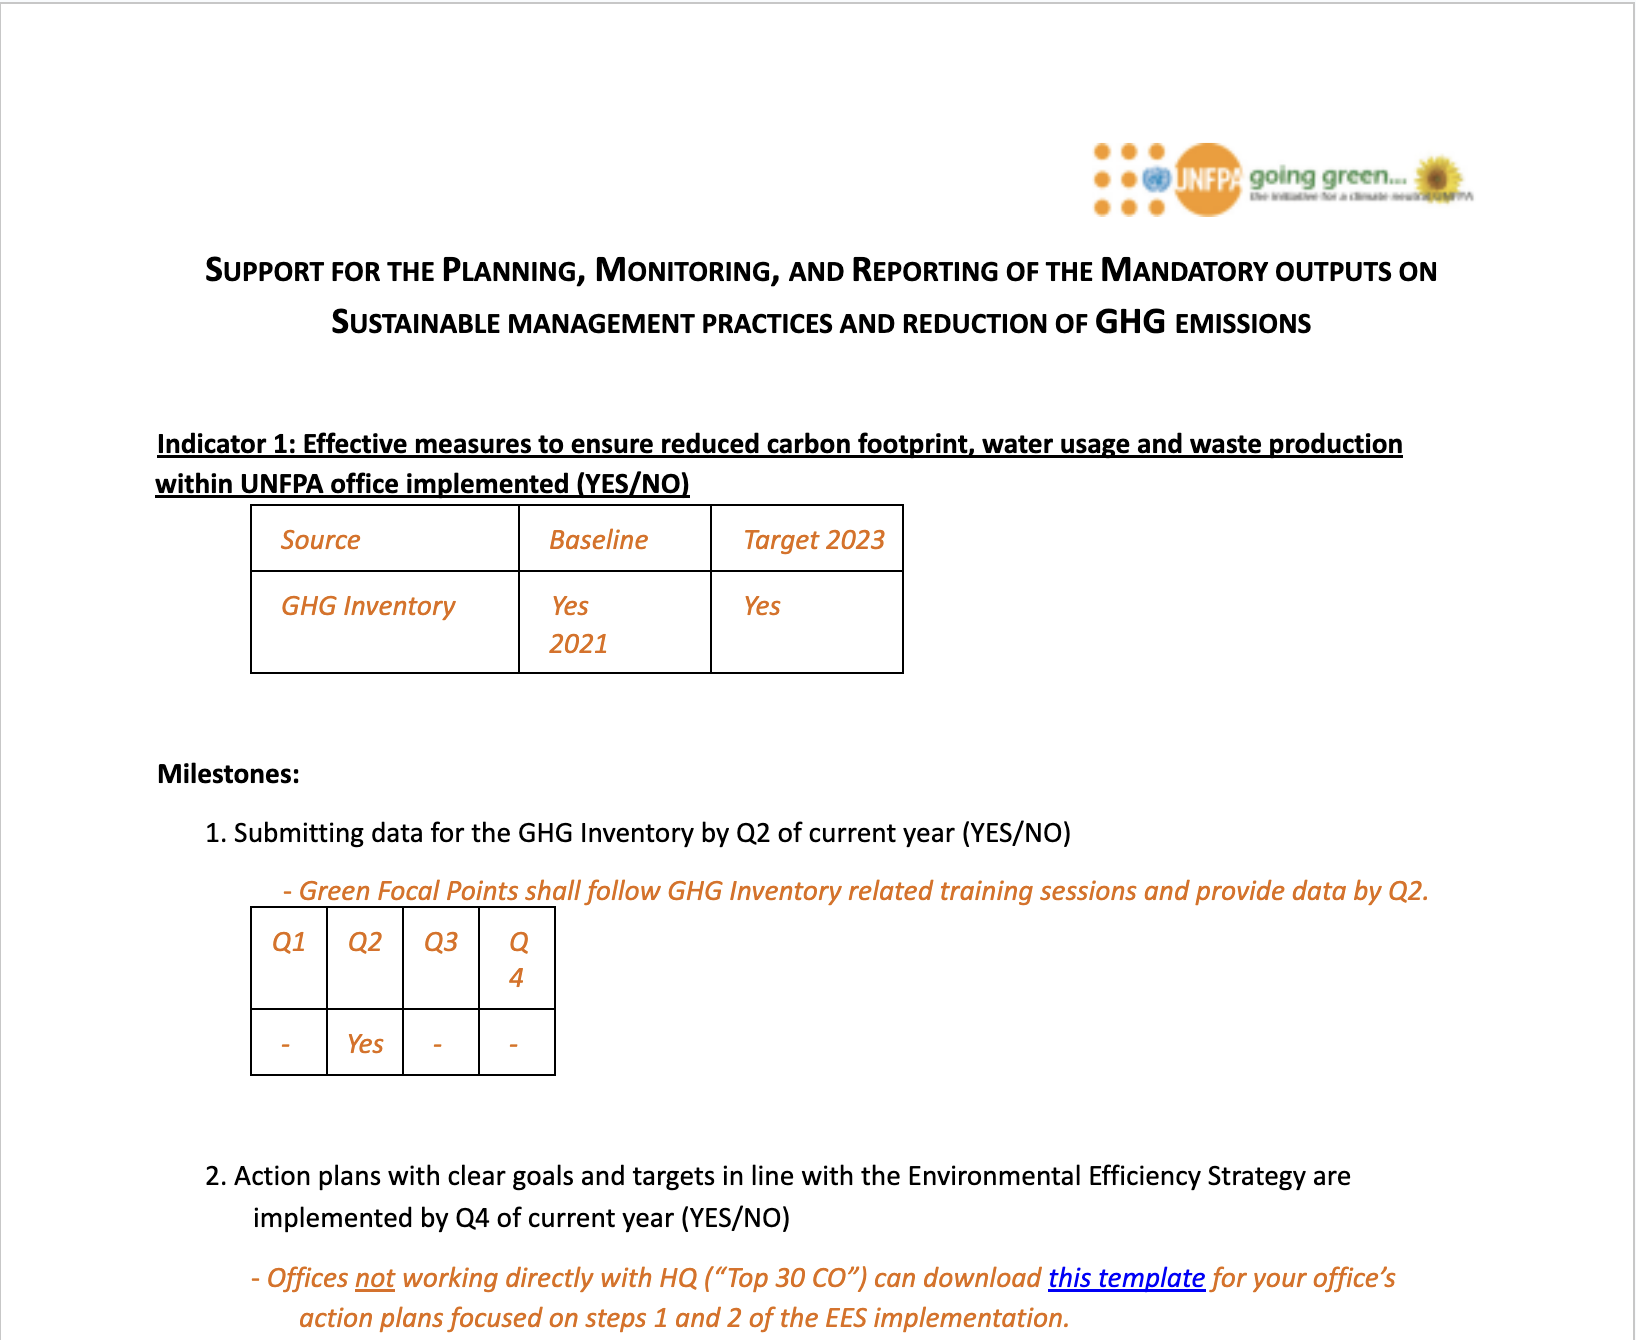 UNFPA going green...
SUPPORT FOR THE PLANNING, MONITORING, AND REPORTING OF THE MANDATORY OUTPUTS ON
SUSTAINABLE MANAGEMENT PRACTICES AND REDUCTION OF GHG EMISSIONS
Indicator 1: Effective measures to ensure reduced carbon footprint, water usage and waste production
within UNFPA office implemented (YES/NO)
Source Baseline Target 2023
GHG Inventory Yes Yes
2021
Milestones:
1. Submitting data for the GHG Inventory by Q2 of current year (YES/NO)
- Green Focal Points shall follow GHG Inventory related training sessions and provide data by Q2.
Q1 Q2 Q3 Q
4
- Yes - -
2. Action plans with clear goals and targets in line with the Environmental Efficiency Strategy are
implemented by Q4 of current year (YES/NO)
- Offices not working directly with HQ (“Top 30 CO”) can download this template for your office’s
action plans focused on steps 1 and 2 of the EES implementation.